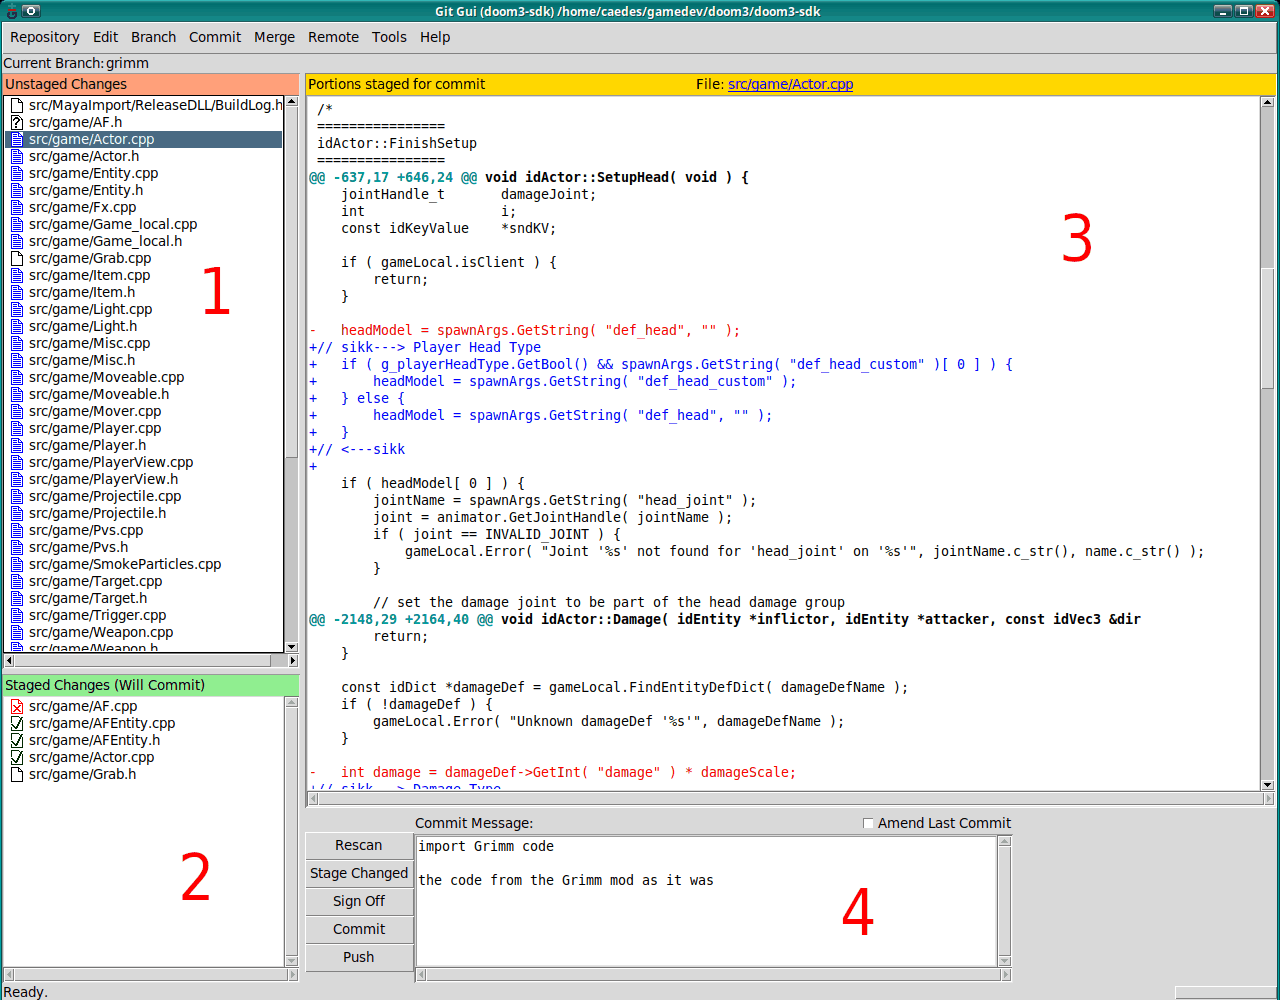 Git Gui (doom3-sdk) /home/caedes/gamedev/doom3/doom3-sdk
Repository Edit Branch Commit Merge Remote Tools Help
Current Branch: grimm
Unstaged Changes
src/MayaImport/ReleaseDLL/BuildLog.h
src/game/AF.h
src/game/Actor.cpp
src/game/Actor.h
src/game/Entity.cpp
src/game/Entity.h
src/game/Fx.cpp
src/game/Game_local.cpp
src/game/Game_local.h
src/game/Grab.cpp
src/game/Item.cpp
src/game/Item.h
src/game/Light.cpp
src/game/Light.h
src/game/Misc.cpp
src/game/Misc.h
src/game/Moveable.cpp
src/game/Moveable.h
src/game/Mover.cpp
src/game/Player.cpp
src/game/Player.h
src/game/PlayerView.cpp
src/game/PlayerView.h
src/game/Projectile.cpp
src/game/Projectile.h
src/game/Pvs.cpp
src/game/Pvs.h
src/game/SmokeParticles.cpp
src/game/Target.cpp
src/game/Target.h
src/game/Trigger.cpp
src/game/Weapon.cpp
src/game/Weapon.h
1
Staged Changes (Will Commit)
src/game/AF.cpp
src/game/AFEntity.cpp
src/game/AFEntity.h
src/game/Actor.cpp
src/game/Grab.h
2
Portions staged for commit File: src/game/Actor.cpp
/*
================
idActor::FinishSetup
================
@@ -637,17 +646,24 @@ void idActor::SetupHead( void ) {
jointHandle_t damageJoint;
int i;
const idKeyValue *sndKV;
if ( gameLocal.isClient ) {
return;
}
- headModel = spawnArgs.GetString( "def_head", "" );
+// sikk---> Player Head Type
+ if ( g_playerHeadType.GetBool() && spawnArgs.GetString( "def_head_custom" )[ 0 ] ) {
+ headModel = spawnArgs.GetString( "def_head_custom" );
+ } else {
+ headModel = spawnArgs.GetString( "def_head", "" );
+ }
+// <---sikk
+
if ( headModel[ 0 ] ) {
jointName = spawnArgs.GetString( "head_joint" );
joint = animator.GetJointHandle( jointName );
if ( joint == INVALID_JOINT ) {
gameLocal.Error( "Joint '%s' not found for 'head_joint' on '%s'", jointName.c_str(), name.c_str() );
}
// set the damage joint to be part of the head damage group
@@ -2148,29 +2164,40 @@ void idActor::Damage( idEntity *inflictor, idEntity *attacker, const idVec3 &dir
return;
}
const idDict *damageDef = gameLocal.FindEntityDefDict( damageDefName );
if ( !damageDef ) {
gameLocal.Error( "Unknown damageDef '%s'", damageDefName );
}
- int damage = damageDef->GetInt( "damage" ) * damageScale;
+// sikk---> Damage Type
3
Commit Message: Amend Last Commit
Rescan
Stage Changed
Sign Off
Commit
Push
import Grimm code
the code from the Grimm mod as it was
4
Ready.